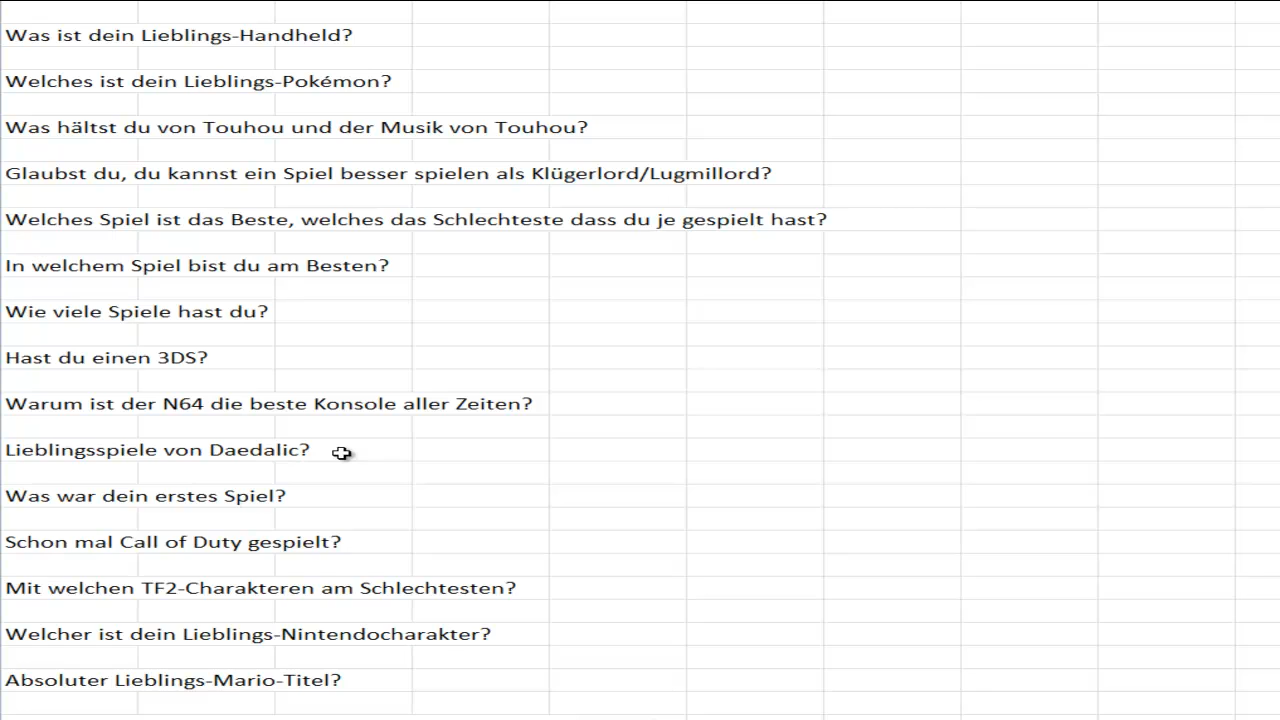 Was ist dein Lieblings-Handheld?
Welches ist dein Lieblings-Pokémon?
Was hältst du von Touhou und der Musik von Touhou?
Glaubst du, du kannst ein Spiel besser spielen als Klügerlord/Lugmillord?
Welches Spiel ist das Beste, welches das Schlechteste dass du je gespielt hast?
In welchem Spiel bist du am Besten?
Wie viele Spiele hast du?
Hast du einen 3DS?
Warum ist der N64 die beste Konsole aller Zeiten?
Lieblingsspiele von Daedalic?
Was war dein erstes Spiel?
Schon mal Call of Duty gespielt?
Mit welchen TF2-Charakteren am Schlechtesten?
Welcher ist dein Lieblings-Nintendocharakter?
Absoluter Lieblings-Mario-Titel?